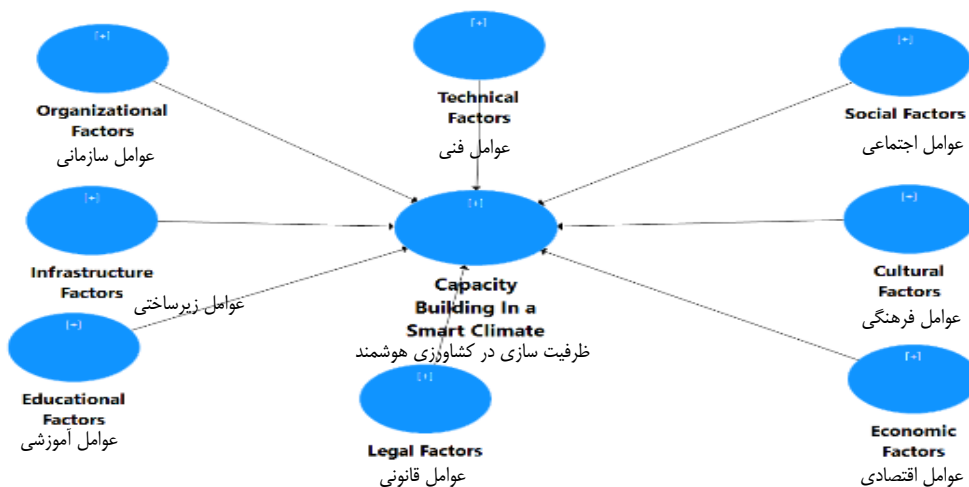 [+]
Organizational
Factors
عوامل سازمانی
[+]
Technical
Factors
عوامل فنی
[+]
Social Factors
عوامل اجتماعی
[+]
Infrastructure
Factors
عوامل زیرساختی
[+]
Capacity
Building In a
Smart Climate
ظرفیت سازی در کشاورزی هوشمند
[+]
Cultural
Factors
عوامل فرهنگی
[+]
Educational
Factors
عوامل آموزشی
[+]
Legal Factors
عوامل قانونی
[+]
Economic
Factors
عوامل اقتصادی